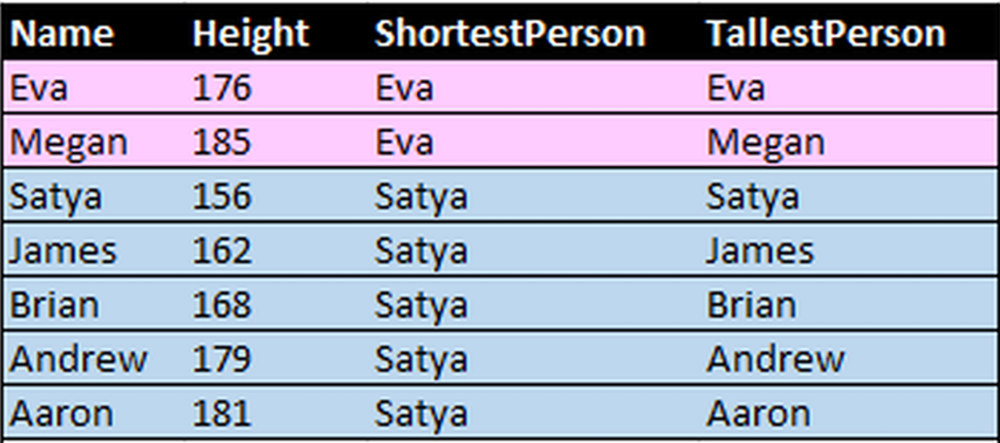 Name Height ShortestPerson TallestPerson
Eva 176 Eva Eva
Megan 185 Eva Megan
Satya 156 Satya Satya
James 162 Satya James
Brian 168 Satya Brian
Andrew 179 Satya Andrew
Aaron 181 Satya Aaron